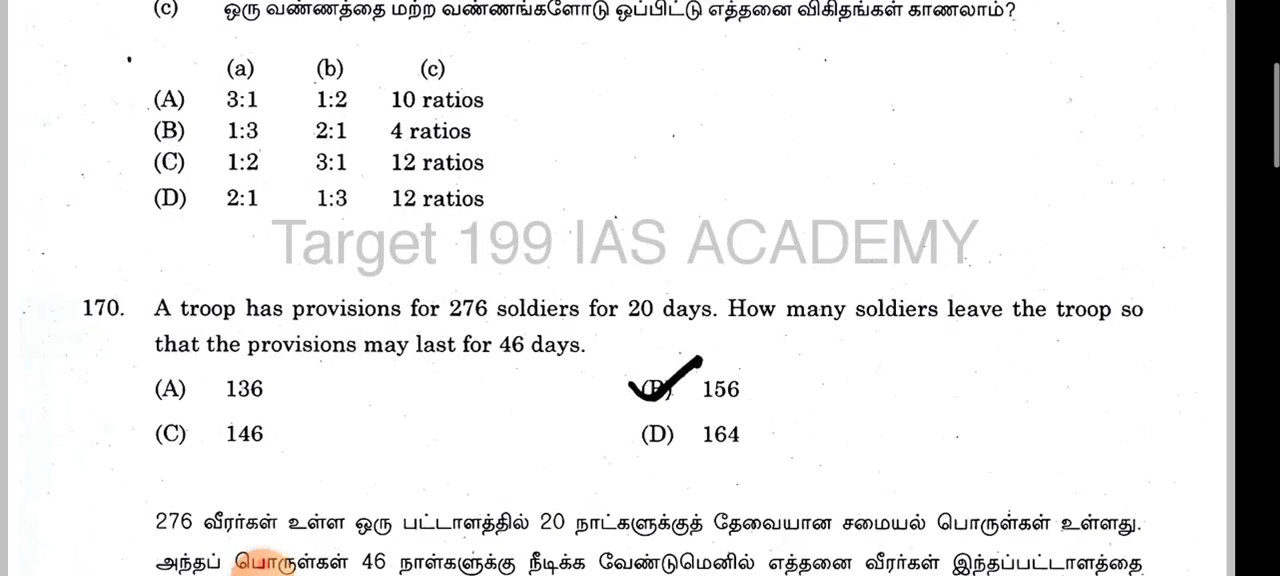 (c) ஒரு வண்ணத்தை மற்ற வண்ணங்களோடு ஒப்பிட்டு எத்தனை விகிதங்கள் காணலாம்?
(a) (b) (c)
(A) 3:1 1:2 10 ratios
(B) 1:3 2:1 4 ratios
(C) 1:2 3:1 12 ratios
(D) 2:1 1:3 12 ratios
Target 199 IAS ACADEMY
170. A troop has provisions for 276 soldiers for 20 days. How many soldiers leave the troop so
that the provisions may last for 46 days.
(A) 136 (B) 156
(C) 146 (D) 164
276 வீரர்கள் உள்ள ஒரு பட்டாளத்தில் 20 நாட்களுக்குத் தேவையான சமையல் பொருள்கள் உள்ளது.
அந்தப் பொருள்கள் 46 நாள்களுக்கு நீடிக்க வேண்டுமெனில் எத்தனை வீரர்கள் இந்தப்பட்டாளத்தை